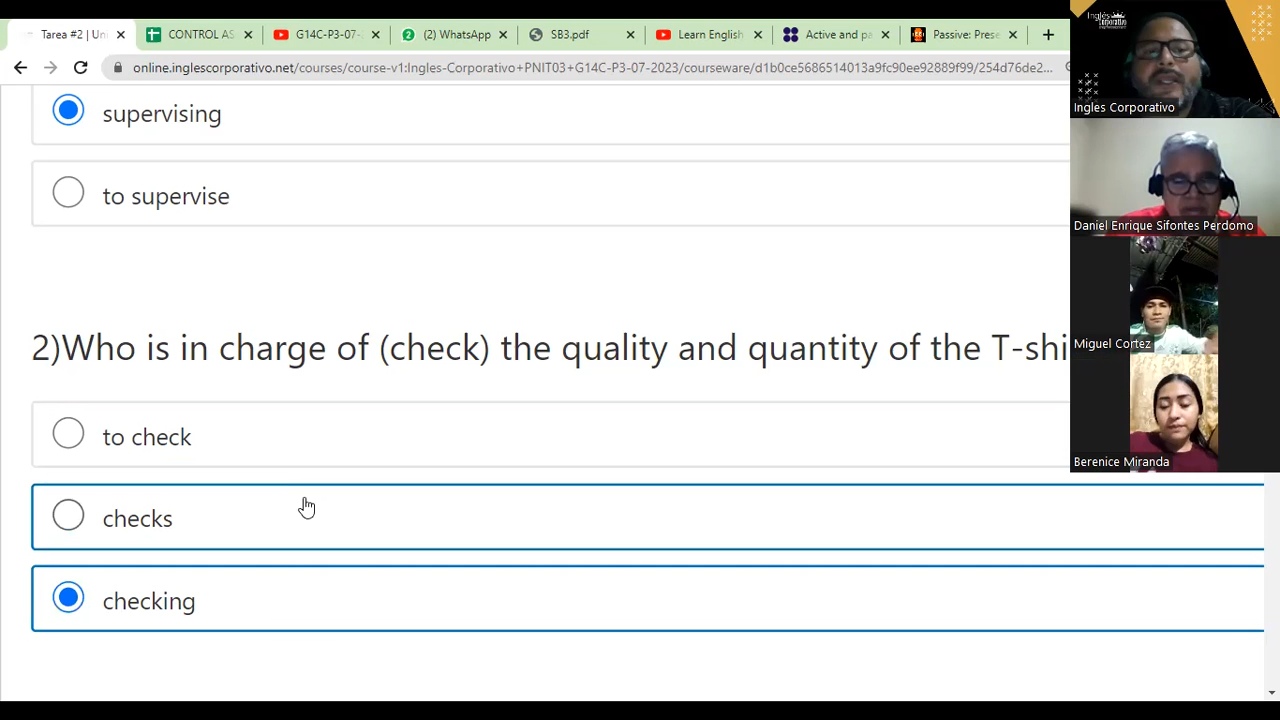 Tarea #2 | Uni
CONTROL AS
G14C-P3-07-
(2) WhatsApp
SB3.pdf
Learn English
Active and pa
Passive: Prese
online.inglescorporativo.net/courses/course-v1:Ingles-Corporativo+PNIT03+G14C-P3-07-2023/courseware/d1b0ce5686514013a9fc90ee92889f99/254d76de2...
supervising
to supervise
2)Who is in charge of (check) the quality and quantity of the T-shi
to check
checks
checking
Inglés
Corporativo
Ingles Corporativo
Daniel Enrique Sifontes Perdomo
Miguel Cortez
Berenice Miranda